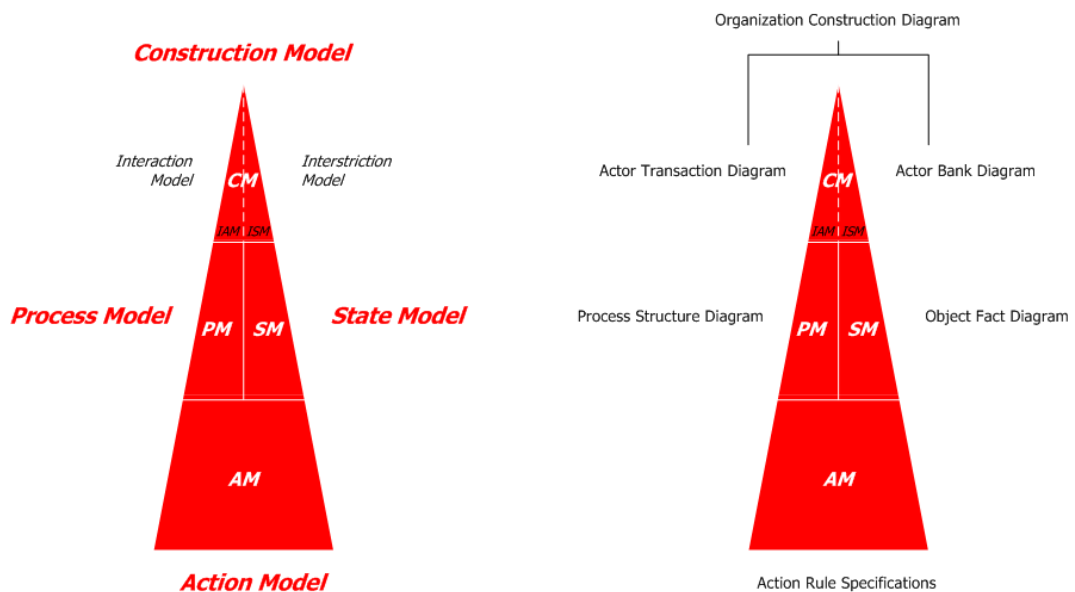 Organization Construction Diagram
Construction Model
Interaction
Model
Interstriction
Model
CM
IAM ISM
Actor Transaction Diagram
Actor Bank Diagram
CM
IAM ISM
Process Model
PM SM
State Model
Process Structure Diagram
PM SM
Object Fact Diagram
AM
AM
Action Model
Action Rule Specifications